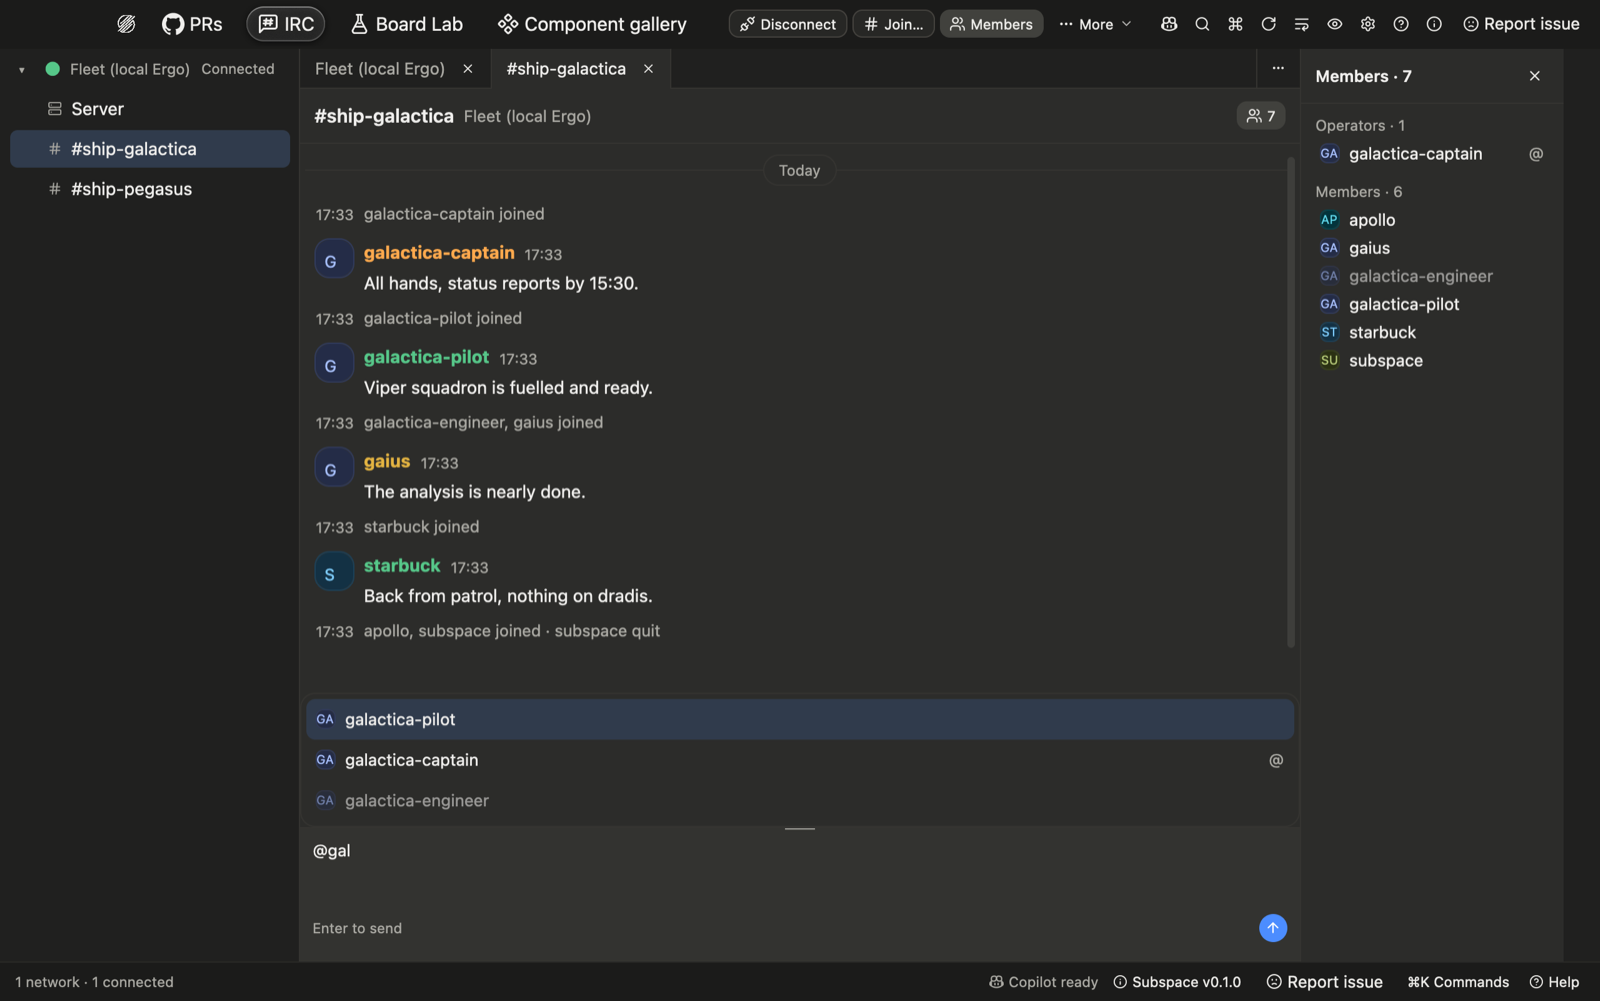 PRs
IRC
Board Lab
Component gallery
Disconnect
# Join...
Members
More
Report issue
Fleet (local Ergo) Connected
Server
# #ship-galactica
# #ship-pegasus
Fleet (local Ergo)
#ship-galactica
#ship-galactica Fleet (local Ergo)
7
Today
17:33 galactica-captain joined
G
galactica-captain 17:33
All hands, status reports by 15:30.
17:33 galactica-pilot joined
G
galactica-pilot 17:33
Viper squadron is fuelled and ready.
17:33 galactica-engineer, gaius joined
G
gaius 17:33
The analysis is nearly done.
17:33 starbuck joined
S
starbuck 17:33
Back from patrol, nothing on dradis.
17:33 apollo, subspace joined · subspace quit
GA galactica-pilot
GA galactica-captain @
GA galactica-engineer
@gal
Enter to send
Members · 7
Operators · 1
GA galactica-captain @
Members · 6
AP apollo
GA gaius
GA galactica-engineer
GA galactica-pilot
ST starbuck
SU subspace
1 network · 1 connected
Copilot ready
Subspace v0.1.0
Report issue
⌘K Commands
Help